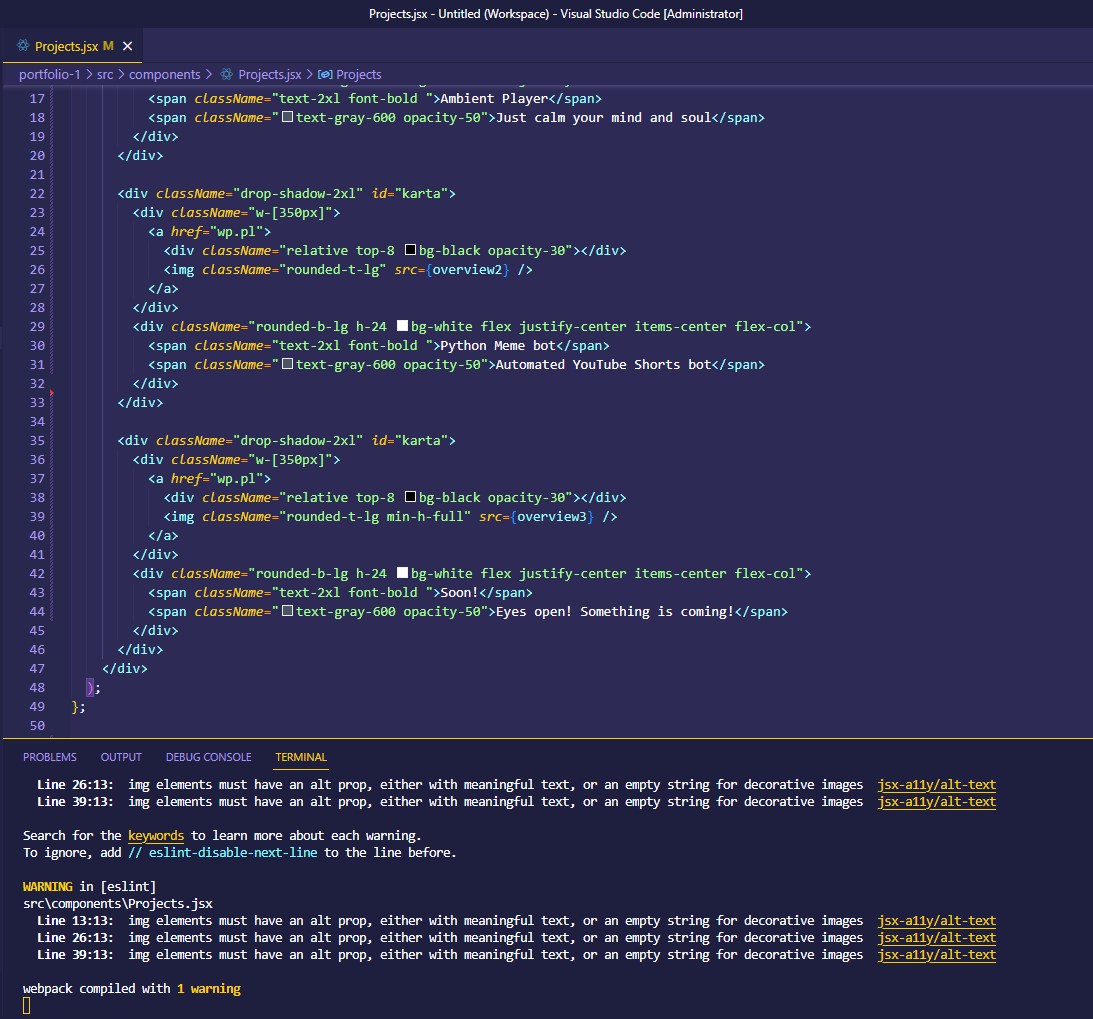 Projects.jsx - Untitled (Workspace) - Visual Studio Code [Administrator]
Projects.jsx M
portfolio-1 > src > components > Projects.jsx > Projects
17 <span className="text-2xl font-bold ">Ambient Player</span>
18 <span className="text-gray-600 opacity-50">Just calm your mind and soul</span>
19 </div>
20 </div>
21
22 <div className="drop-shadow-2xl" id="karta">
23 <div className="w-[350px]">
24 <a href="wp.pl">
25 <div className="relative top-8 bg-black opacity-30"></div>
26 <img className="rounded-t-lg" src={overview2} />
27 </a>
28 </div>
29 <div className="rounded-b-lg h-24 bg-white flex justify-center items-center flex-col">
30 <span className="text-2xl font-bold ">Python Meme bot</span>
31 <span className="text-gray-600 opacity-50">Automated YouTube Shorts bot</span>
32 </div>
33 </div>
34
35 <div className="drop-shadow-2xl" id="karta">
36 <div className="w-[350px]">
37 <a href="wp.pl">
38 <div className="relative top-8 bg-black opacity-30"></div>
39 <img className="rounded-t-lg min-h-full" src={overview3} />
40 </a>
41 </div>
42 <div className="rounded-b-lg h-24 bg-white flex justify-center items-center flex-col">
43 <span className="text-2xl font-bold ">Soon!</span>
44 <span className="text-gray-600 opacity-50">Eyes open! Something is coming!</span>
45 </div>
46 </div>
47 </div>
48 );
49 };
50
PROBLEMS OUTPUT DEBUG CONSOLE TERMINAL
Line 26:13: img elements must have an alt prop, either with meaningful text, or an empty string for decorative images jsx-a11y/alt-text
Line 39:13: img elements must have an alt prop, either with meaningful text, or an empty string for decorative images jsx-a11y/alt-text
Search for the keywords to learn more about each warning.
To ignore, add // eslint-disable-next-line to the line before.
WARNING in [eslint]
src\components\Projects.jsx
Line 13:13: img elements must have an alt prop, either with meaningful text, or an empty string for decorative images jsx-a11y/alt-text
Line 26:13: img elements must have an alt prop, either with meaningful text, or an empty string for decorative images jsx-a11y/alt-text
Line 39:13: img elements must have an alt prop, either with meaningful text, or an empty string for decorative images jsx-a11y/alt-text
webpack compiled with 1 warning